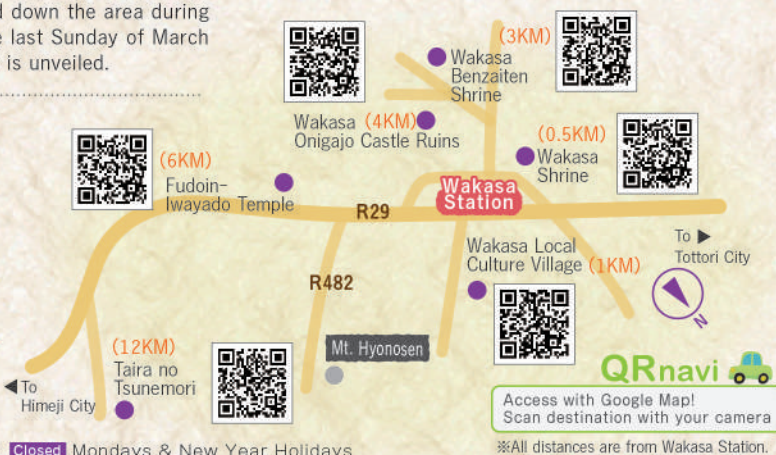 d down the area during
e last Sunday of March
is unveiled.
(3KM)
Wakasa
Benzaiten
Shrine
Wakasa (4KM)
Onigajo Castle Ruins
(0.5KM)
Wakasa
Shrine
(6KM)
Fudoin-
Iwayado Temple
Wakasa
Station
R29
To ▶
Tottori City
Wakasa Local
Culture Village (1KM)
R482
N
(12KM)
Taira no
Tsunemori
Mt. Hyonosen
◀To
Himeji City
QRnavi
Access with Google Map!
Scan destination with your camera
Closed Mondays & New Year Holidays
※All distances are from Wakasa Station.